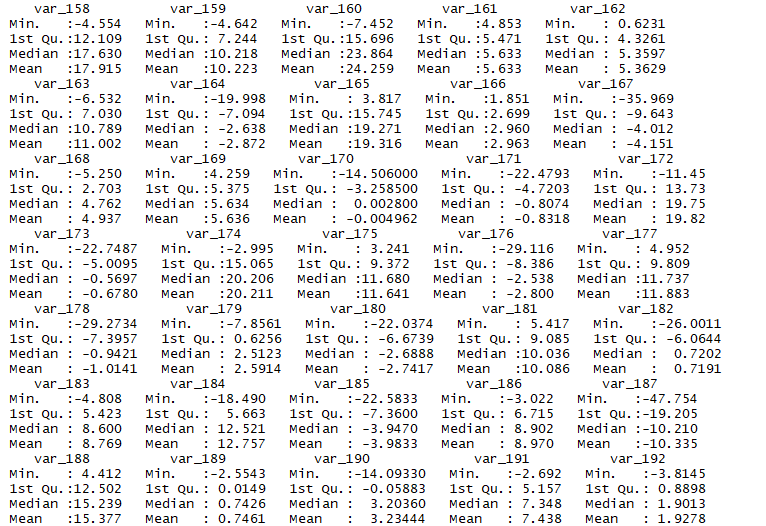 var_158 var_159 var_160 var_161 var_162
Min. :-4.554 Min. :-4.642 Min. :-7.452 Min. :4.853 Min. : 0.6231
1st Qu.:12.109 1st Qu.: 7.244 1st Qu.:15.696 1st Qu.:5.471 1st Qu.: 4.3261
Median :17.630 Median :10.218 Median :23.864 Median :5.633 Median : 5.3597
Mean :17.915 Mean :10.223 Mean :24.259 Mean :5.633 Mean : 5.3629
var_163 var_164 var_165 var_166 var_167
Min. :-6.532 Min. :-19.998 Min. : 3.817 Min. :1.851 Min. :-35.969
1st Qu.: 7.030 1st Qu.: -7.094 1st Qu.:15.745 1st Qu.:2.699 1st Qu.: -9.643
Median :10.789 Median : -2.638 Median :19.271 Median :2.960 Median : -4.012
Mean :11.002 Mean : -2.872 Mean :19.316 Mean :2.963 Mean : -4.151
var_168 var_169 var_170 var_171 var_172
Min. :-5.250 Min. :4.259 Min. :-14.506000 Min. :-22.4793 Min. :-11.45
1st Qu.: 2.703 1st Qu.:5.375 1st Qu.: -3.258500 1st Qu.: -4.7203 1st Qu.: 13.73
Median : 4.762 Median :5.634 Median : 0.002800 Median : -0.8074 Median : 19.75
Mean : 4.937 Mean :5.636 Mean : -0.004962 Mean : -0.8318 Mean : 19.82
var_173 var_174 var_175 var_176 var_177
Min. :-22.7487 Min. :-2.995 Min. : 3.241 Min. :-29.116 Min. : 4.952
1st Qu.: -5.0095 1st Qu.:15.065 1st Qu.: 9.372 1st Qu.: -8.386 1st Qu.: 9.809
Median : -0.5697 Median :20.206 Median :11.680 Median : -2.538 Median :11.737
Mean : -0.6780 Mean :20.211 Mean :11.641 Mean : -2.800 Mean :11.883
var_178 var_179 var_180 var_181 var_182
Min. :-29.2734 Min. :-7.8561 Min. :-22.0374 Min. : 5.417 Min. :-26.0011
1st Qu.: -7.3957 1st Qu.: 0.6256 1st Qu.: -6.6739 1st Qu.: 9.085 1st Qu.: -6.0644
Median : -0.9421 Median : 2.5123 Median : -2.6888 Median :10.036 Median : 0.7202
Mean : -1.0141 Mean : 2.5914 Mean : -2.7417 Mean :10.086 Mean : 0.7191
var_183 var_184 var_185 var_186 var_187
Min. :-4.808 Min. :-18.490 Min. :-22.5833 Min. :-3.022 Min. :-47.754
1st Qu.: 5.423 1st Qu.: 5.663 1st Qu.: -7.3600 1st Qu.: 6.715 1st Qu.:-19.205
Median : 8.600 Median : 12.521 Median : -3.9470 Median : 8.902 Median :-10.210
Mean : 8.769 Mean : 12.757 Mean : -3.9833 Mean : 8.970 Mean :-10.335
var_188 var_189 var_190 var_191 var_192
Min. : 4.412 Min. :-2.5543 Min. :-14.09330 Min. :-2.692 Min. :-3.8145
1st Qu.:12.502 1st Qu.: 0.0149 1st Qu.: -0.05883 1st Qu.: 5.157 1st Qu.: 0.8898
Median :15.239 Median : 0.7426 Median : 3.20360 Median : 7.348 Median : 1.9013
Mean :15.377 Mean : 0.7461 Mean : 3.23444 Mean : 7.438 Mean : 1.9278